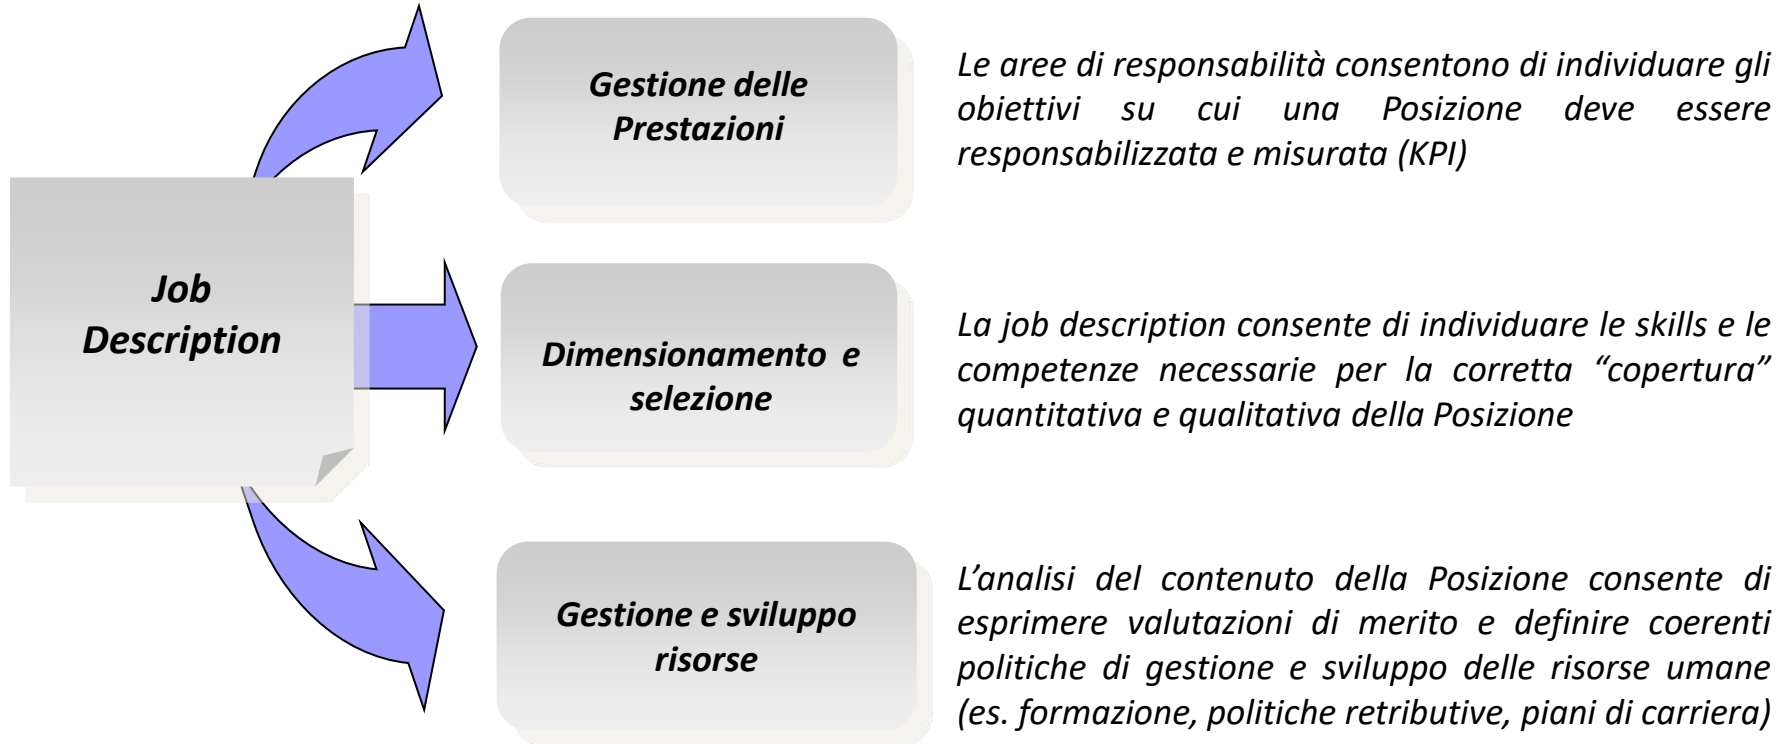 Job
Description
Gestione delle
Prestazioni
Le aree di responsabilità consentono di individuare gli
obiettivi su cui una Posizione deve essere
responsabilizzata e misurata (KPI)
Dimensionamento e
selezione
La job description consente di individuare le skills e le
competenze necessarie per la corretta “copertura”
quantitativa e qualitativa della Posizione
Gestione e sviluppo
risorse
L’analisi del contenuto della Posizione consente di
esprimere valutazioni di merito e definire coerenti
politiche di gestione e sviluppo delle risorse umane
(es. formazione, politiche retributive, piani di carriera)